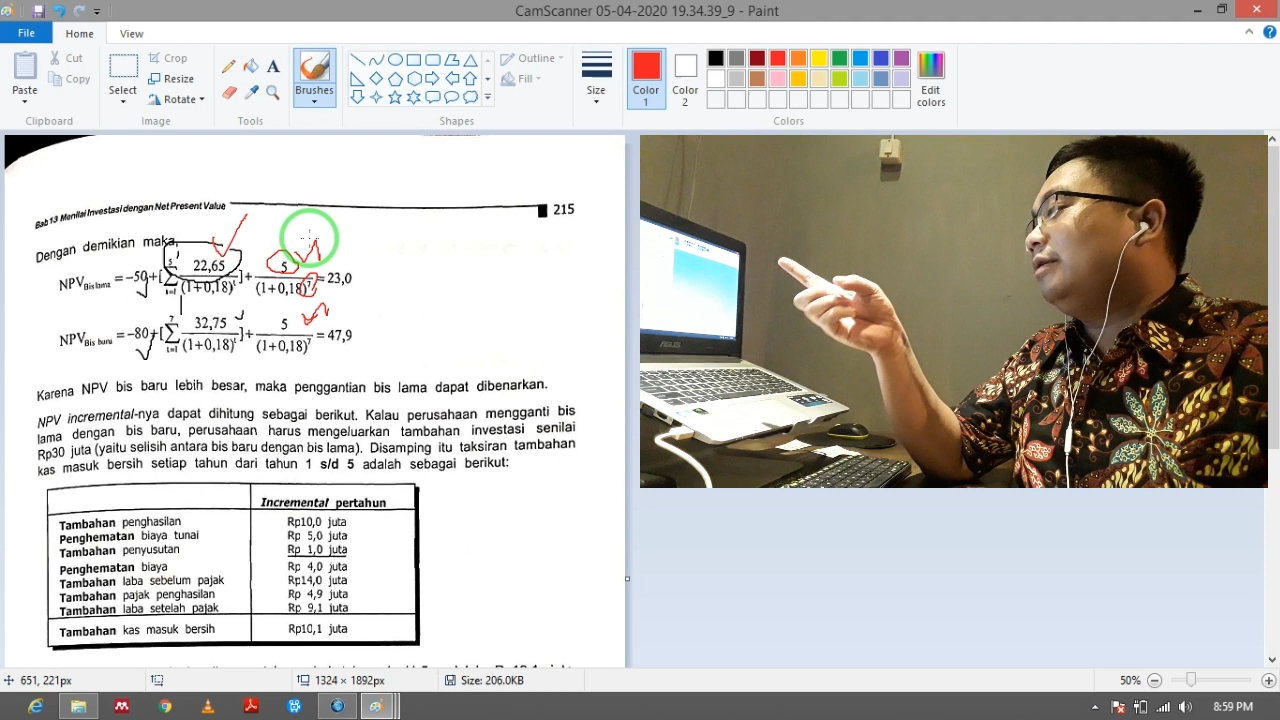 CamScanner 05-04-2020 19.34.39_9 - Paint
File Home View
Paste
Cut
Copy
Clipboard
Select
Crop
Resize
Rotate
Image
A
Tools
Brushes
Shapes
Outline
Fill
Size
Color 1
Color 2
Edit colors
Colors
Bab 13 Menilai Investasi dengan Net Present Value 215
Dengan demikian maka,
NPV Bis lama = -50+[∑ 22,65 / (1+0,18)^t ]+ 5 / (1+0,18)^7 = 23,0
NPV Bis baru = -80+[∑ 7 t=1 32,75 / (1+0,18)^t ]+ 5 / (1+0,18)^7 = 47,9
Karena NPV bis baru lebih besar, maka penggantian bis lama dapat dibenarkan.
NPV incremental-nya dapat dihitung sebagai berikut. Kalau perusahaan mengganti bis
lama dengan bis baru, perusahaan harus mengeluarkan tambahan investasi senilai
Rp30 juta (yaitu selisih antara bis baru dengan bis lama). Disamping itu taksiran tambahan
kas masuk bersih setiap tahun dari tahun 1 s/d 5 adalah sebagai berikut:
Incremental pertahun
Tambahan penghasilan Rp10,0 juta
Penghematan biaya tunai Rp 5,0 juta
Tambahan penyusutan Rp 1,0 juta
Penghematan biaya Rp 4,0 juta
Tambahan laba sebelum pajak Rp14,0 juta
Tambahan pajak penghasilan Rp 4,9 juta
Tambahan laba setelah pajak Rp 9,1 juta
Tambahan kas masuk bersih Rp10,1 juta
ASUS
651, 221px 1324 × 1892px Size: 206.0KB 50%
8:59 PM